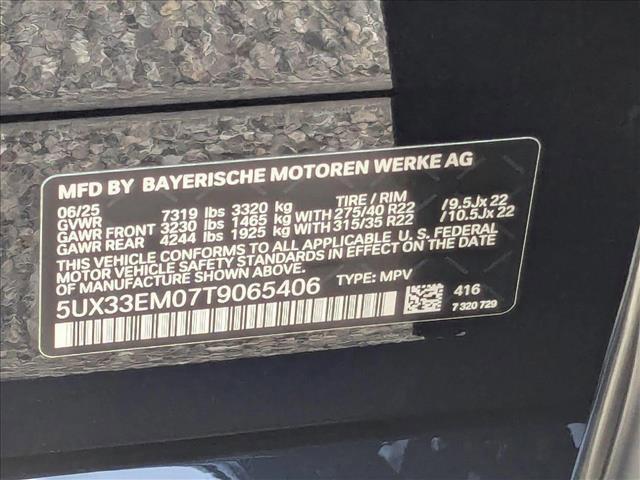 MFD BY BAYERISCHE MOTOREN WERKE AG
06/25 TIRE / RIM
GVWR 7319 lbs 3320 kg
GAWR FRONT 3230 lbs 1465 kg WITH 275/40 R22 /9.5Jx 22
GAWR REAR 4244 lbs 1925 kg WITH 315/35 R22 /10.5Jx 22
THIS VEHICLE CONFORMS TO ALL APPLICABLE U.S. FEDERAL
MOTOR VEHICLE SAFETY STANDARDS IN EFFECT ON THE
DATE OF MANUFACTURE SHOWN ABOVE.
5UX33EM07T9065406 TYPE: MPV
416
7 320 729